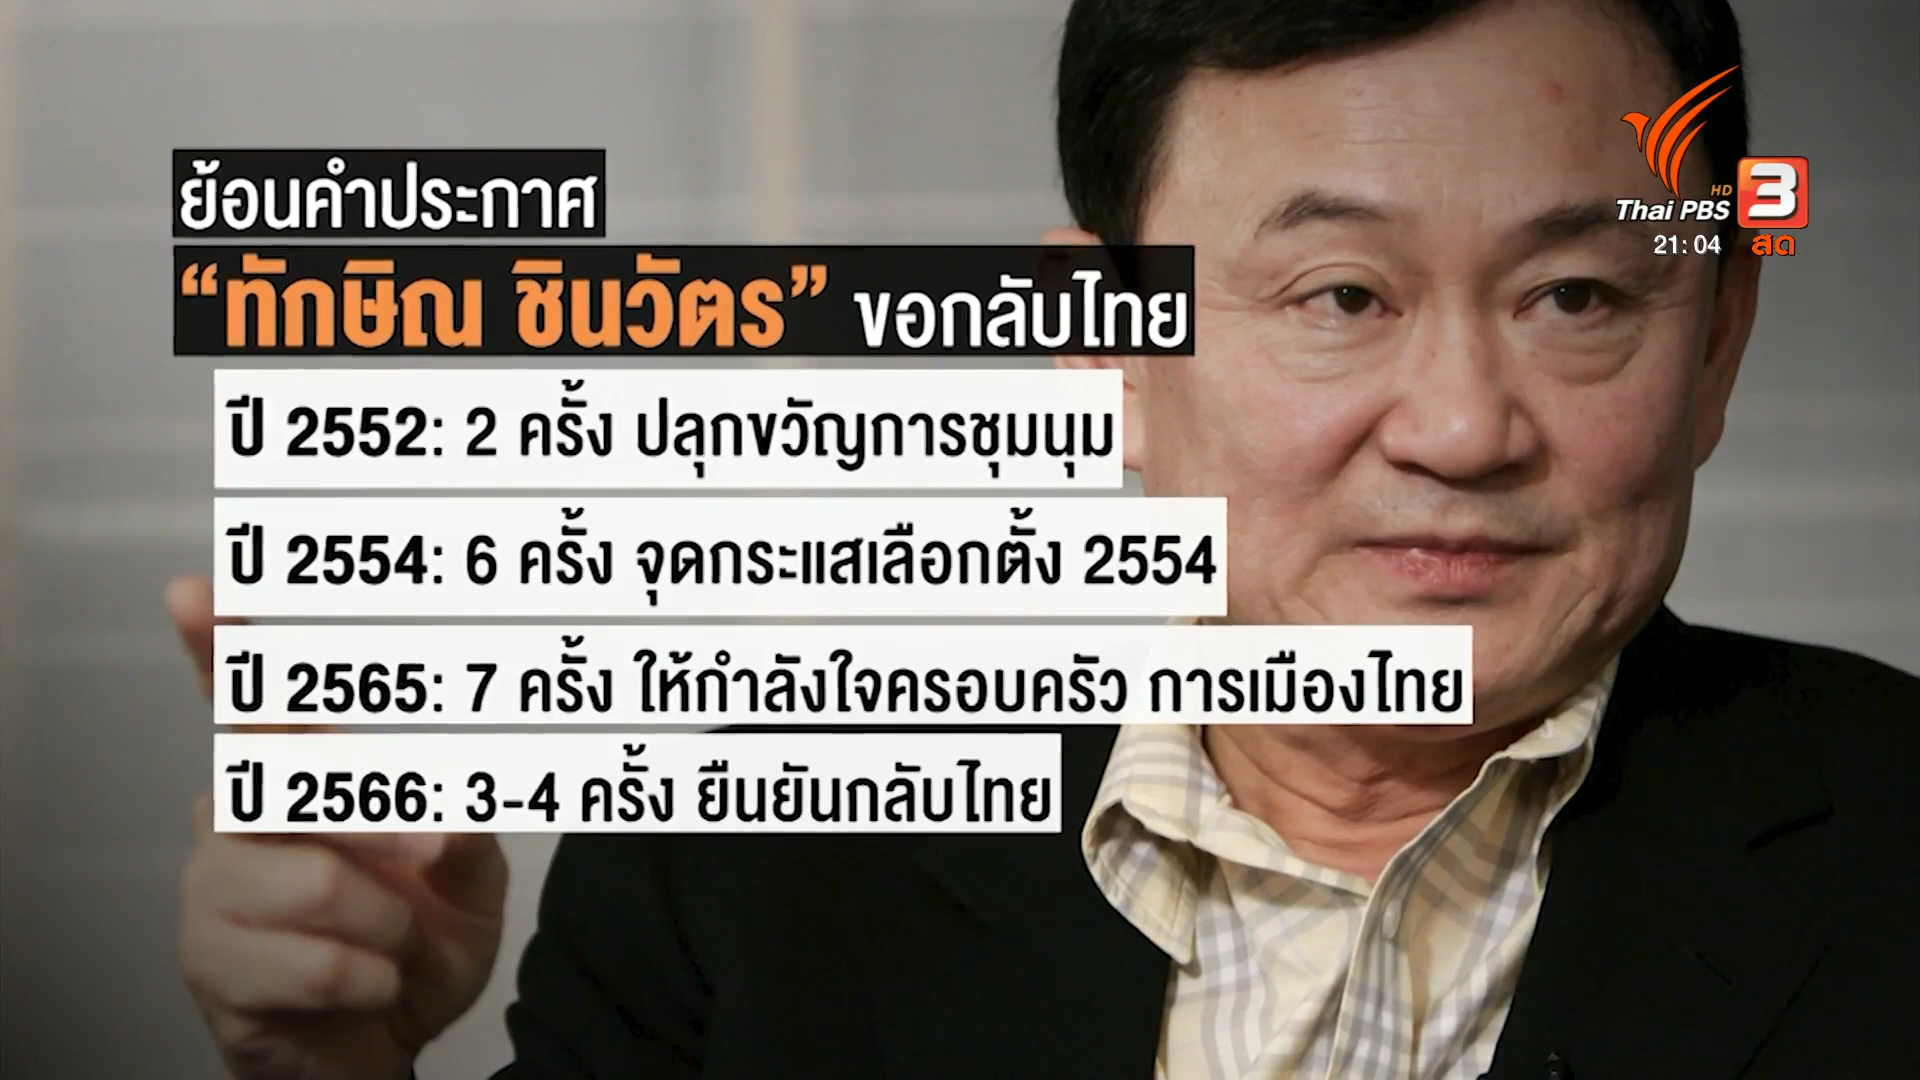 ย้อนคำประกาศ
“ทักษิณ ชินวัตร” ขอกลับไทย
ปี 2552: 2 ครั้ง ปลุกขวัญการชุมนุม
ปี 2554: 6 ครั้ง จุดกระแสเลือกตั้ง 2554
ปี 2565: 7 ครั้ง ให้กำลังใจครอบครัว การเมืองไทย
ปี 2566: 3-4 ครั้ง ยืนยันกลับไทย
HD
Thai PBS 3
21:04 สด